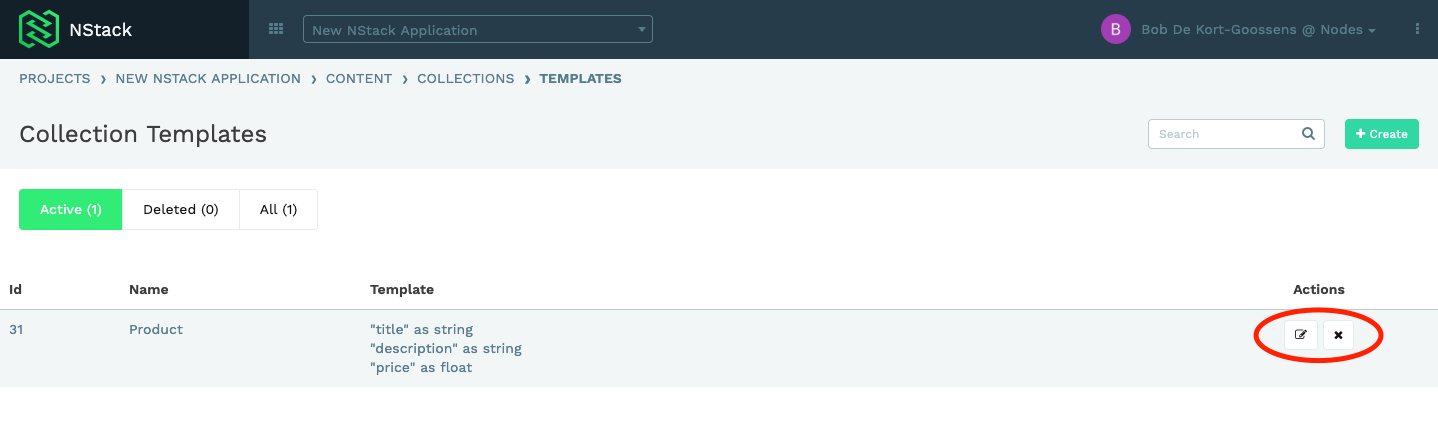 NStack
New NStack Application
B
Bob De Kort-Goossens @ Nodes
PROJECTS › NEW NSTACK APPLICATION › CONTENT › COLLECTIONS › TEMPLATES
Collection Templates
Search
+ Create
Active (1)
Deleted (0)
All (1)
Id Name Template Actions
31 Product "title" as string
"description" as string
"price" as float